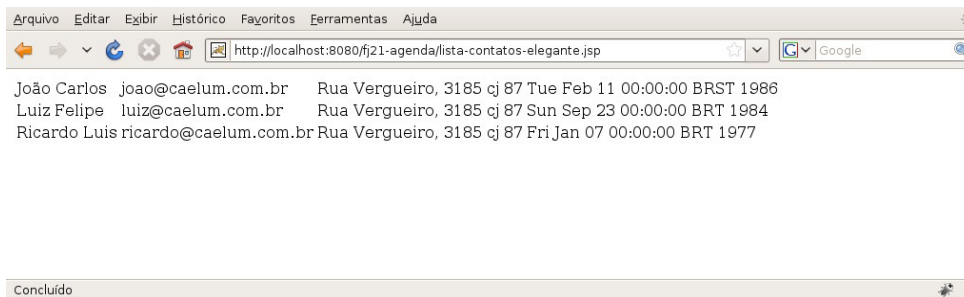 Arquivo Editar Exibir Histórico Favoritos Ferramentas Ajuda
http://localhost:8080/fj21-agenda/lista-contatos-elegante.jsp G Google
João Carlos joao@caelum.com.br Rua Vergueiro, 3185 cj 87 Tue Feb 11 00:00:00 BRST 1986
Luiz Felipe luiz@caelum.com.br Rua Vergueiro, 3185 cj 87 Sun Sep 23 00:00:00 BRT 1984
Ricardo Luis ricardo@caelum.com.br Rua Vergueiro, 3185 cj 87 Fri Jan 07 00:00:00 BRT 1977
Concluído